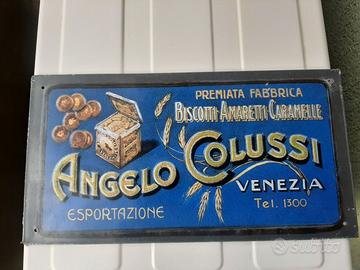 PREMIATA FABBRICA
BISCOTTI AMARETTI CARAMELLE
ANGELO COLUSSI
VENEZIA
ESPORTAZIONE
Tel. 1300
subito